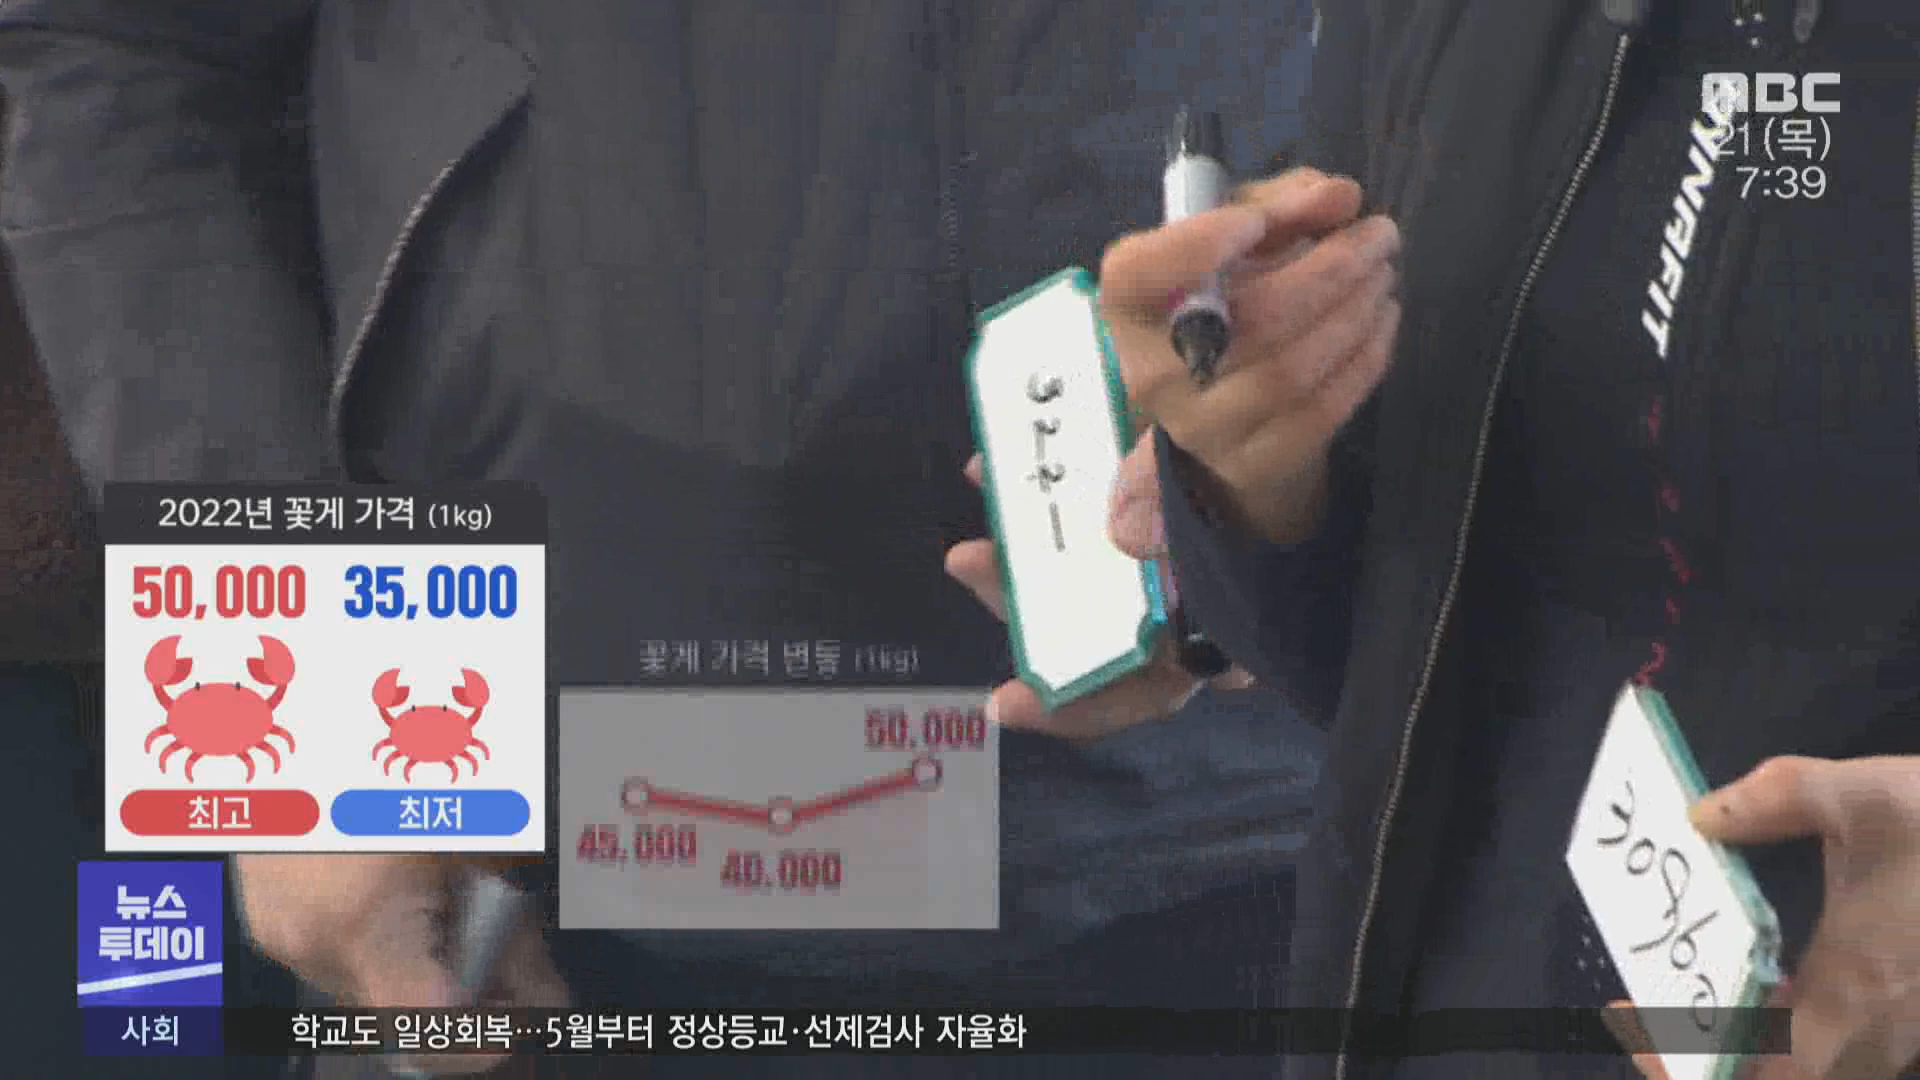 MBC
21(목)
7:39
DYNAFIT
322-
2022년 꽃게 가격 (1kg)
50,000 35,000
최고 최저
꽃게 가격 변동 (1kg)
50,000
45,000
40,000
뉴스
투데이
사회
학교도 일상회복…5월부터 정상등교·선제검사 자율화